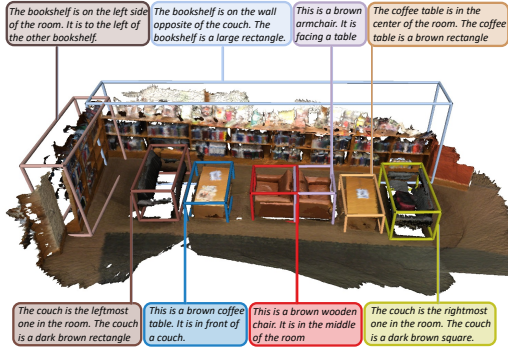 The bookshelf is on the left side
of the room. It is to the left of
the other bookshelf.
The bookshelf is on the wall
opposite of the couch. The
bookshelf is a large rectangle.
This is a brown
armchair. It is
facing a table
The coffee table is in the
center of the room. The coffee
table is a brown rectangle
The couch is the leftmost
one in the room. The couch
is a dark brown rectangle
This is a brown coffee
table. It is in front of
a couch.
This is a brown wooden
chair. It is in the middle
of the room
The couch is the rightmost
one in the room. The couch
is a dark brown square.